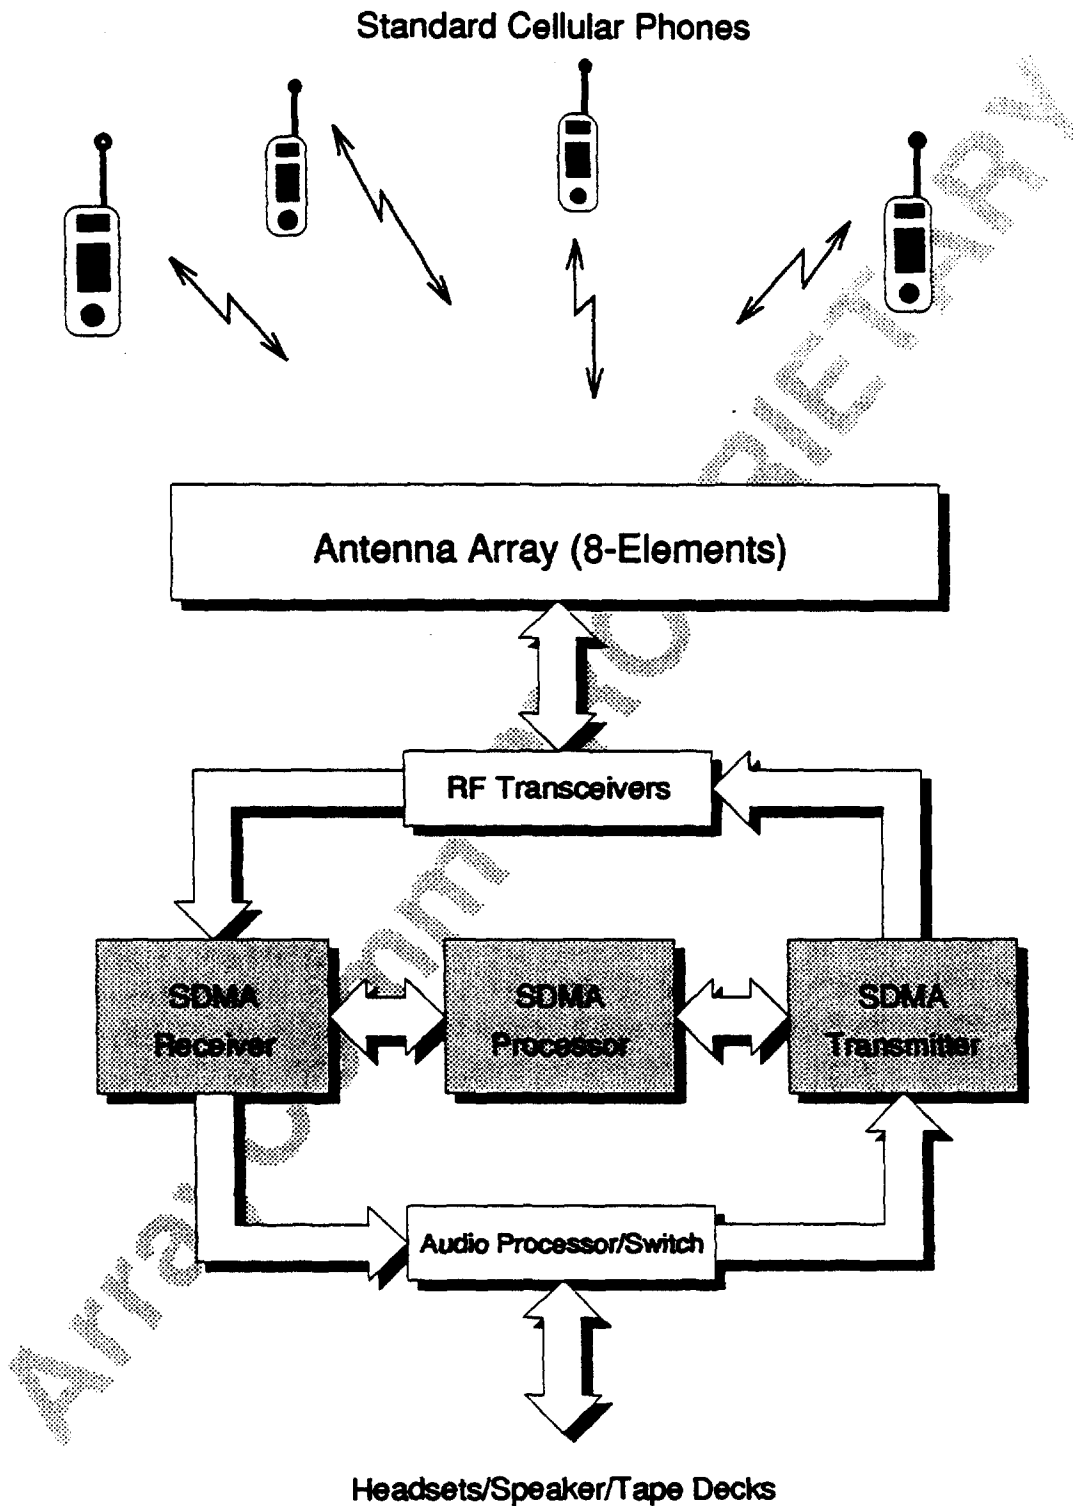 Standard Cellular Phones
Antenna Array (8-Elements)
RF Transceivers
SDMA
Receiver
SDMA
Processor
SDMA
Transmitter
Audio Processor/Switch
Headsets/Speaker/Tape Decks